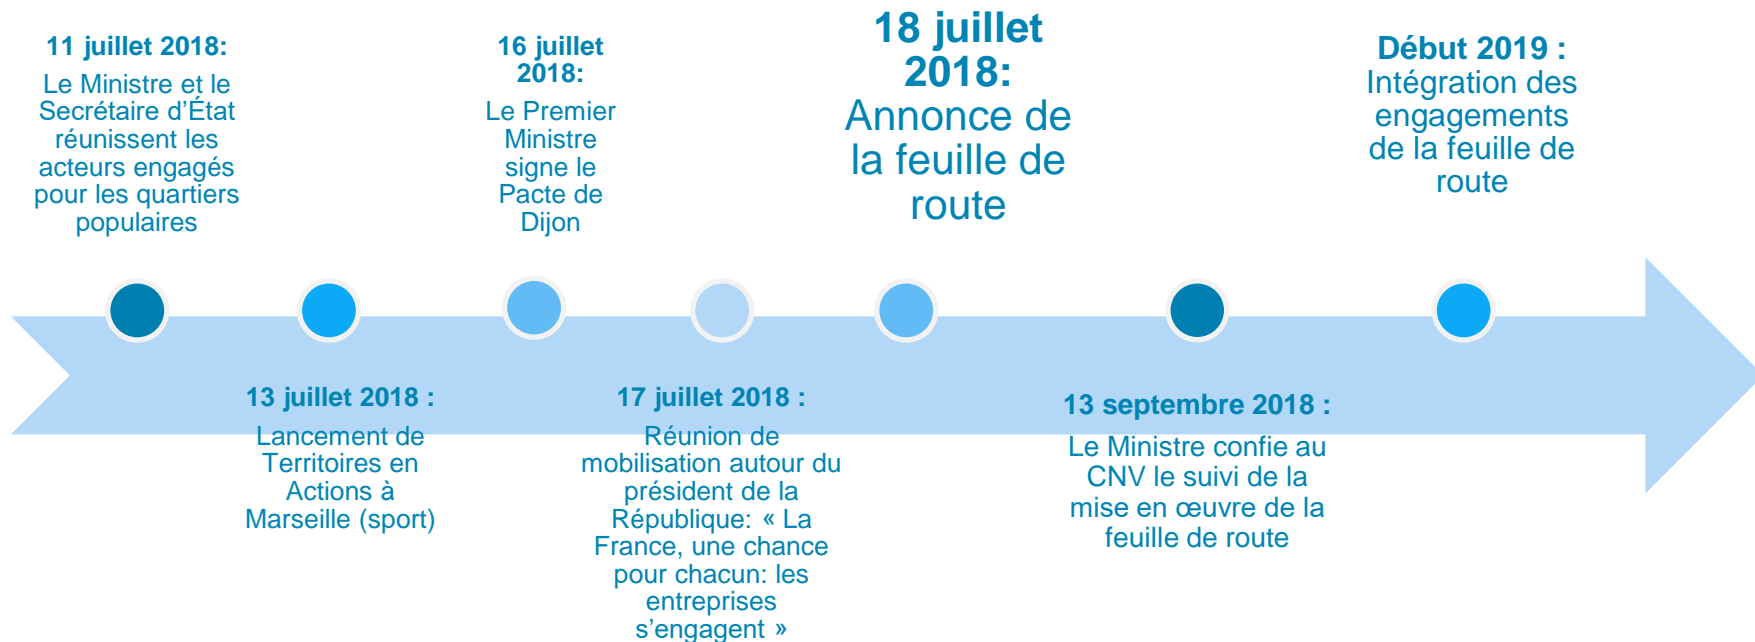 11 juillet 2018:
Le Ministre et le
Secrétaire d’État
réunissent les
acteurs engagés
pour les quartiers
populaires
13 juillet 2018 :
Lancement de
Territoires en
Actions à
Marseille (sport)
16 juillet
2018:
Le Premier
Ministre
signe le
Pacte de
Dijon
17 juillet 2018 :
Réunion de
mobilisation autour du
président de la
République: « La
France, une chance
pour chacun: les
entreprises
s’engagent »
18 juillet
2018:
Annonce de
la feuille de
route
13 septembre 2018 :
Le Ministre confie au
CNV le suivi de la
mise en œuvre de la
feuille de route
Début 2019 :
Intégration des
engagements
de la feuille de
route